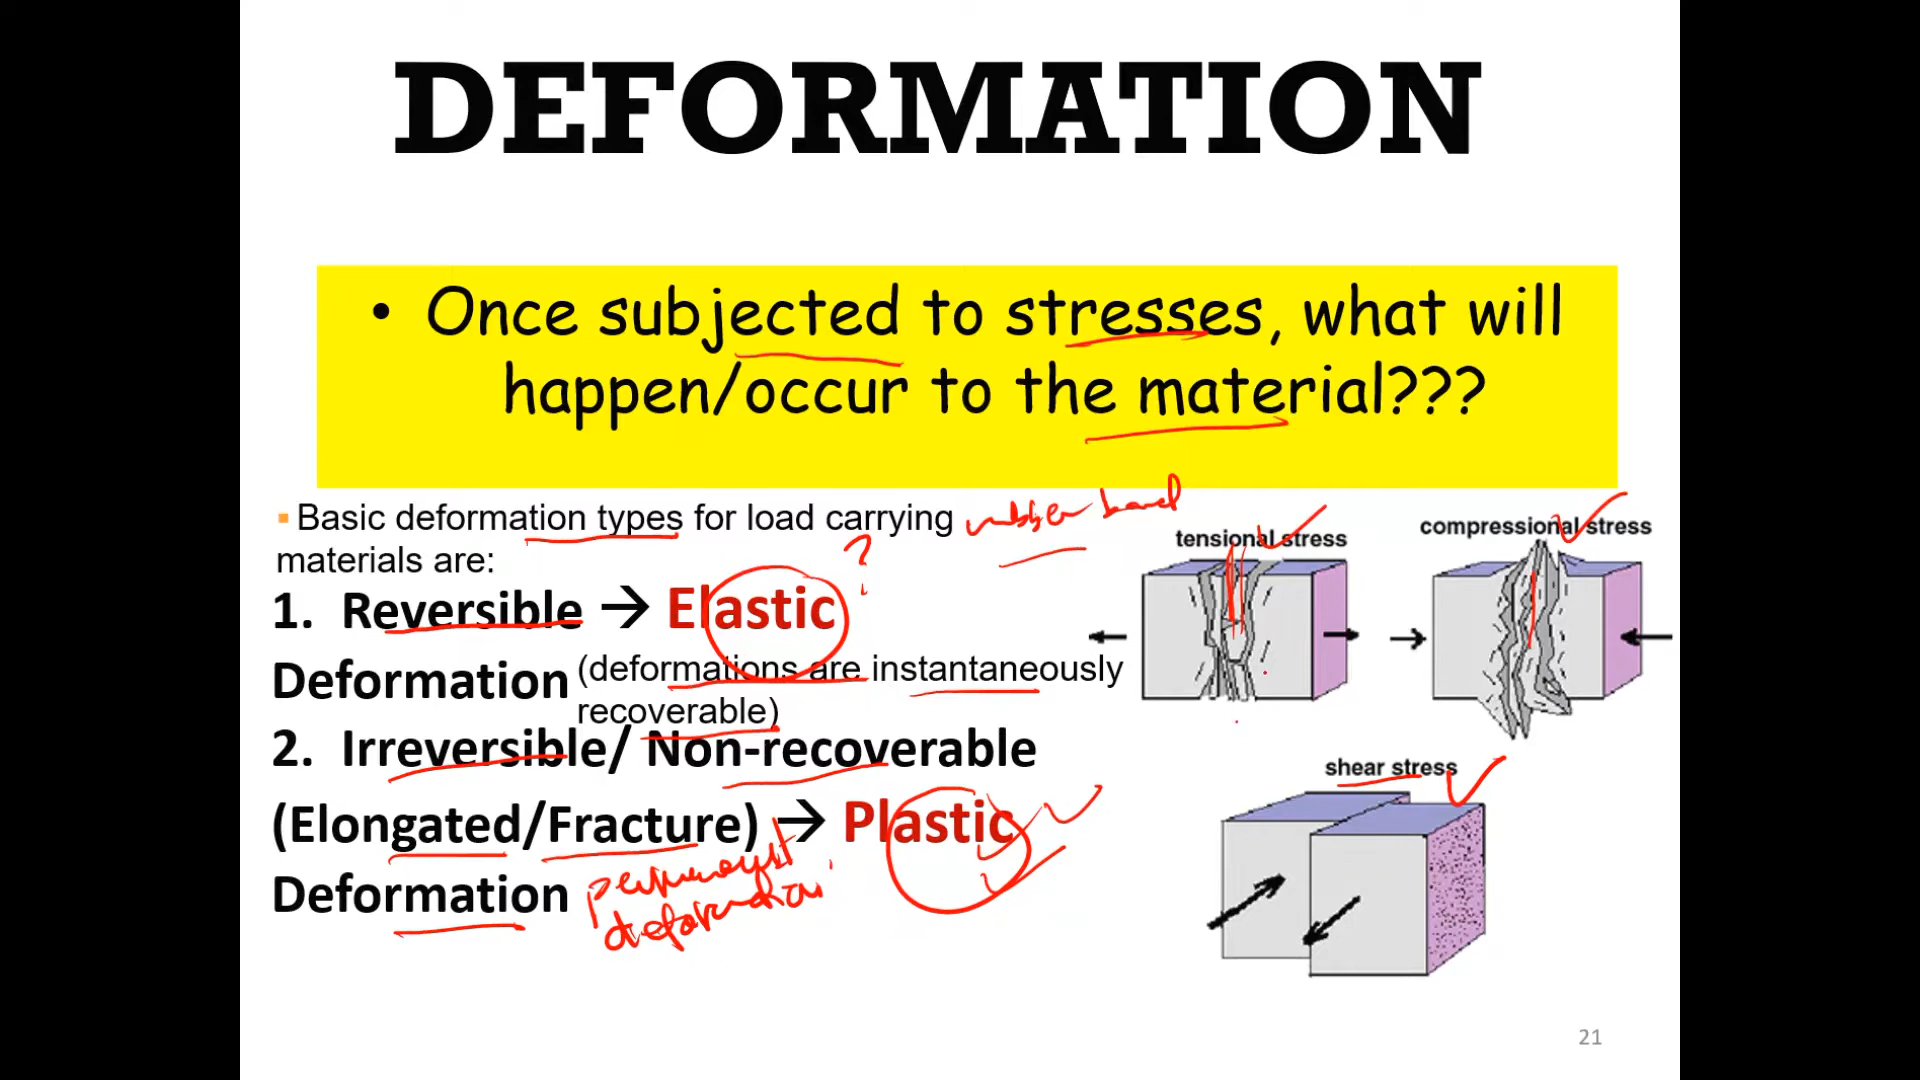 DEFORMATION
• Once subjected to stresses, what will
happen/occur to the material???
▪ Basic deformation types for load carrying
materials are:
rubber band
1. Reversible → Elastic ?
Deformation (deformations are instantaneously
recoverable)
2. Irreversible/ Non-recoverable
(Elongated/Fracture) → Plastic
Deformation
permanent
deformation
tensional stress
compressional stress
shear stress
21